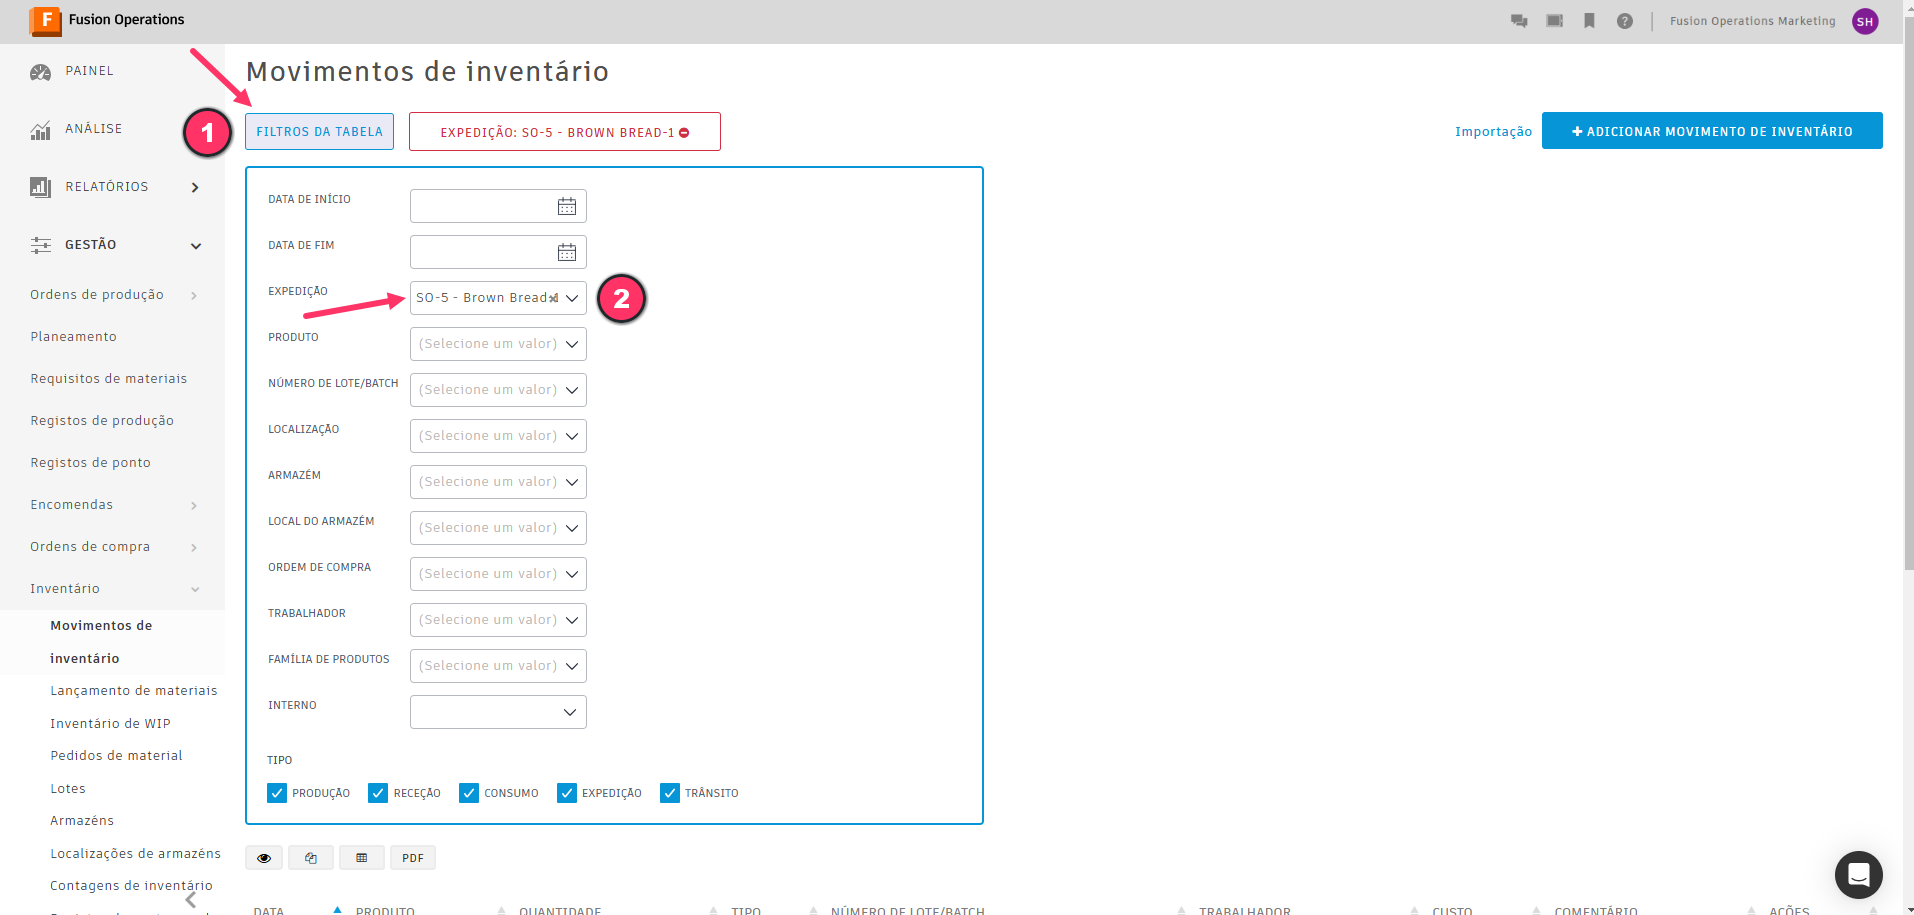 F Fusion Operations
Fusion Operations Marketing SH
PAINEL
ANÁLISE
RELATÓRIOS
GESTÃO
Ordens de produção
Planeamento
Requisitos de materiais
Registos de produção
Registos de ponto
Encomendas
Ordens de compra
Inventário
Movimentos de
inventário
Lançamento de materiais
Inventário de WIP
Pedidos de material
Lotes
Armazéns
Localizações de armazéns
Contagens de inventário
Movimentos de inventário
1
FILTROS DA TABELA
EXPEDIÇÃO: SO-5 - BROWN BREAD-1
Importação
ADICIONAR MOVIMENTO DE INVENTÁRIO
DATA DE INÍCIO
DATA DE FIM
EXPEDIÇÃO SO-5 - Brown Bread-1
2
PRODUTO (Selecione um valor)
NÚMERO DE LOTE/BATCH (Selecione um valor)
LOCALIZAÇÃO (Selecione um valor)
ARMAZÉM (Selecione um valor)
LOCAL DO ARMAZÉM (Selecione um valor)
ORDEM DE COMPRA (Selecione um valor)
TRABALHADOR (Selecione um valor)
FAMÍLIA DE PRODUTOS (Selecione um valor)
INTERNO
TIPO
PRODUÇÃO RECEÇÃO CONSUMO EXPEDIÇÃO TRÂNSITO
PDF
DATA PRODUTO QUANTIDADE TIPO NÚMERO DE LOTE/BATCH TRABALHADOR CUSTO COMENTÁRIO AÇÕES